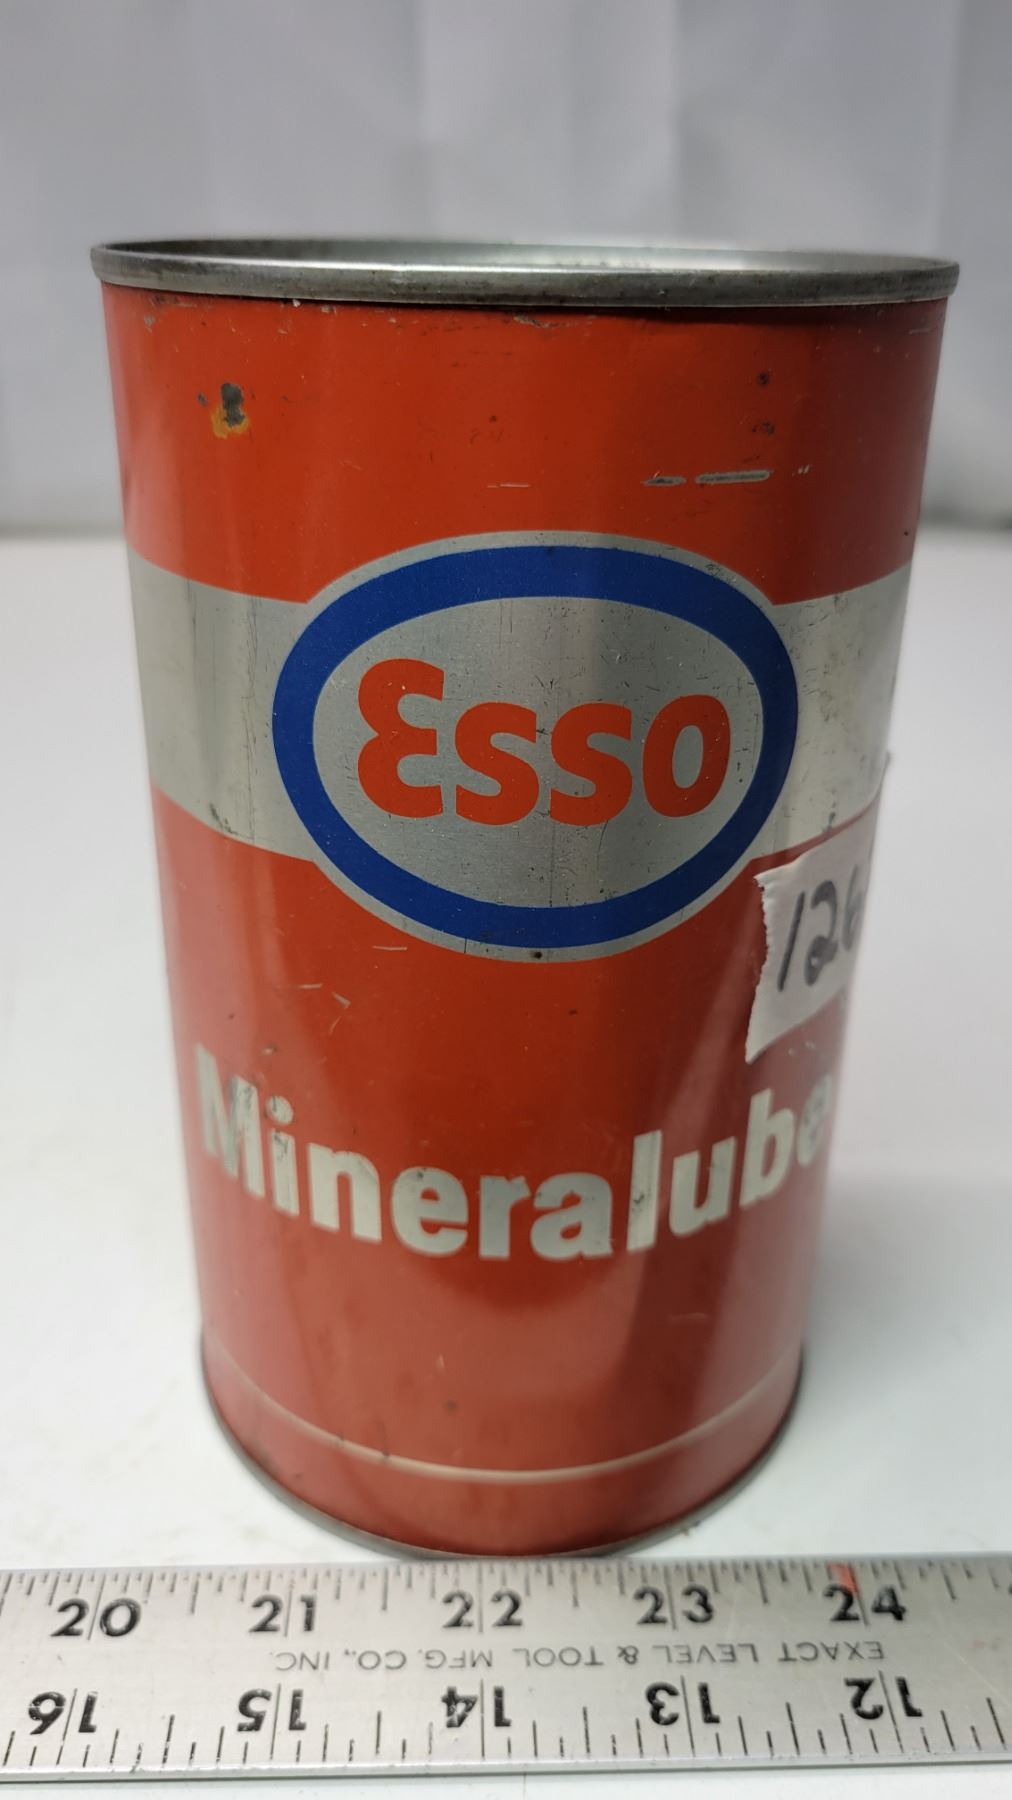 Esso
126
Mineralube
20 21 22 23 24
EXACT LEVEL & TOOL MFG. CO., INC.
16 15 14 13 12